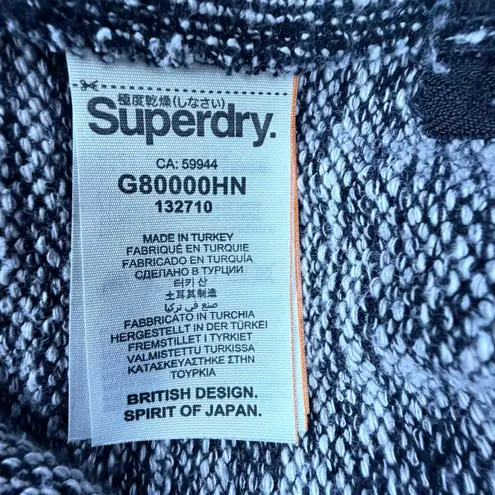 極度乾燥(しなさい)
Superdry.
CA: 59944
G80000HN
132710
MADE IN TURKEY
FABRIQUÉ EN TURQUIE
FABRICADO EN TURQUÍA
СДЕЛАНО В ТУРЦИИ
터키 산
土耳其制造
صنع في تركيا
FABBRICATO IN TURCHIA
HERGESTELLT IN DER TÜRKEI
FREMSTILLET I TYRKIET
VALMISTETTU TURKISSA
ΚΑΤΑΣΚΕΥΑΣΤΗΚΕ ΣΤΗΝ
ΤΟΥΡΚΙΑ
BRITISH DESIGN.
SPIRIT OF JAPAN.